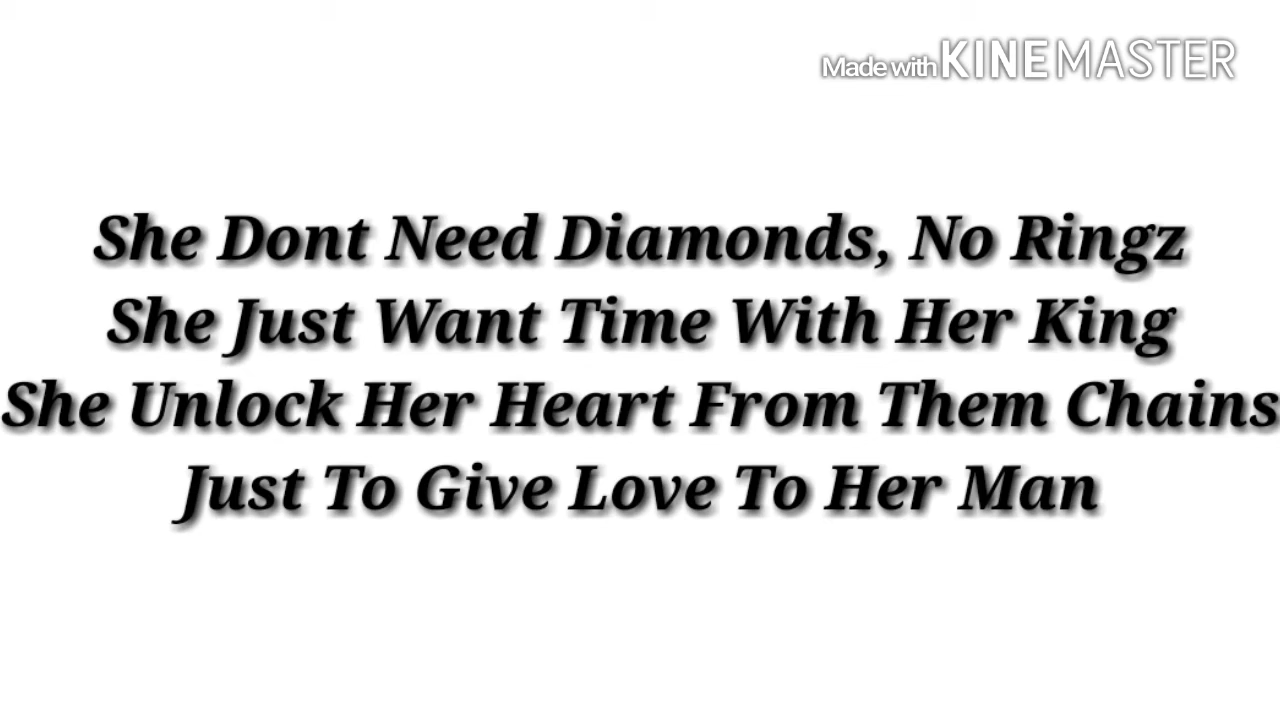 Made with KINEMASTER
She Dont Need Diamonds, No Ringz
She Just Want Time With Her King
She Unlock Her Heart From Them Chains
Just To Give Love To Her Man